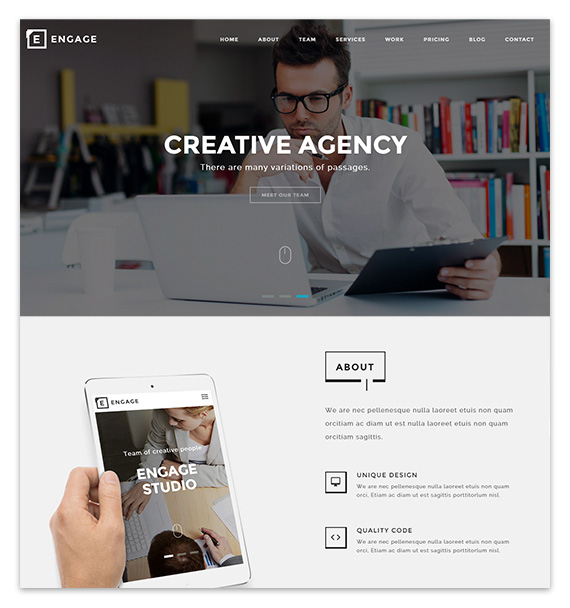 E ENGAGE
HOME ABOUT TEAM SERVICES WORK PRICING BLOG CONTACT
CREATIVE AGENCY
There are many variations of passages.
MEET OUR TEAM
ABOUT
We are nec pellenesque nulla laoreet etuis non quam
orcitiam ac diam ut est nulla laoreet etuis non quam
orcitiam sagittis.
UNIQUE DESIGN
We are nec pellenesque nulla laoreet etuis non quam
orci, Etiam ac diam ut est sagittis porttitorlum nisl.
QUALITY CODE
We are nec pellenesque nulla laoreet etuis non quam
orci, Etiam ac diam ut est sagittis porttitorlum nisl.
E ENGAGE
Team of creative people
ENGAGE
STUDIO